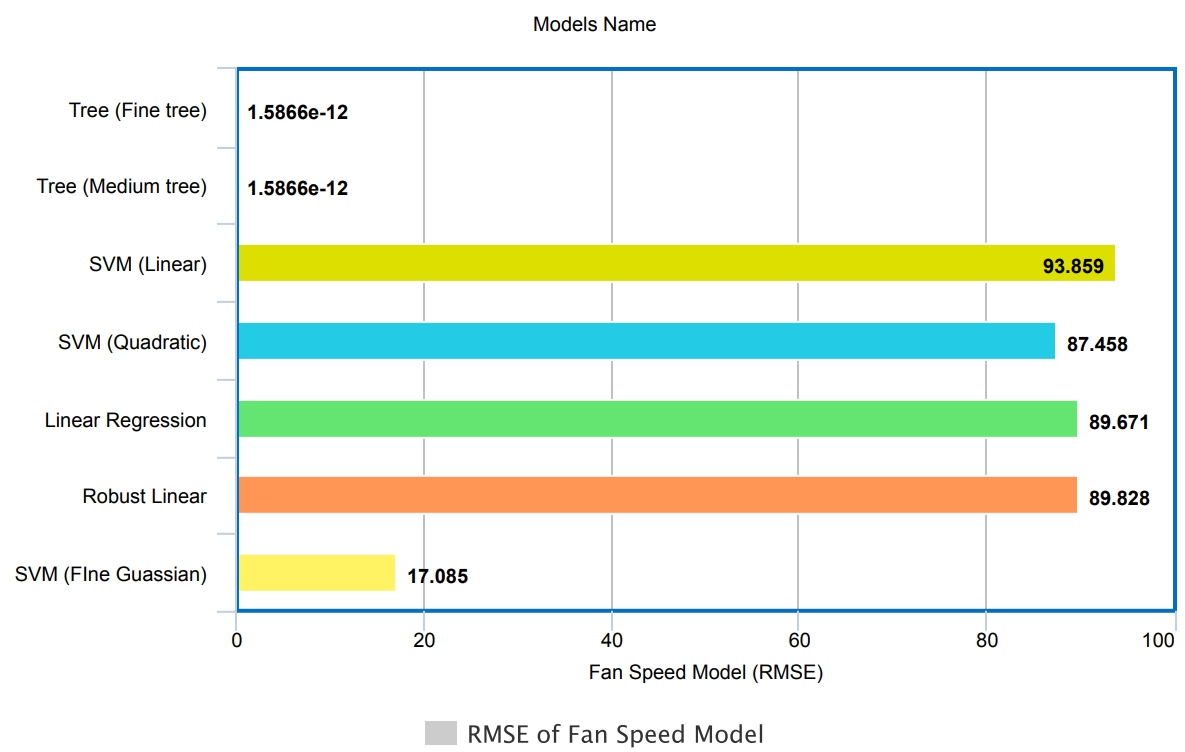 Models Name
Tree (Fine tree)
1.5866e-12
Tree (Medium tree)
1.5866e-12
SVM (Linear)
93.859
SVM (Quadratic)
87.458
Linear Regression
89.671
Robust Linear
89.828
SVM (FIne Guassian)
17.085
0 20 40 60 80 100
Fan Speed Model (RMSE)
RMSE of Fan Speed Model